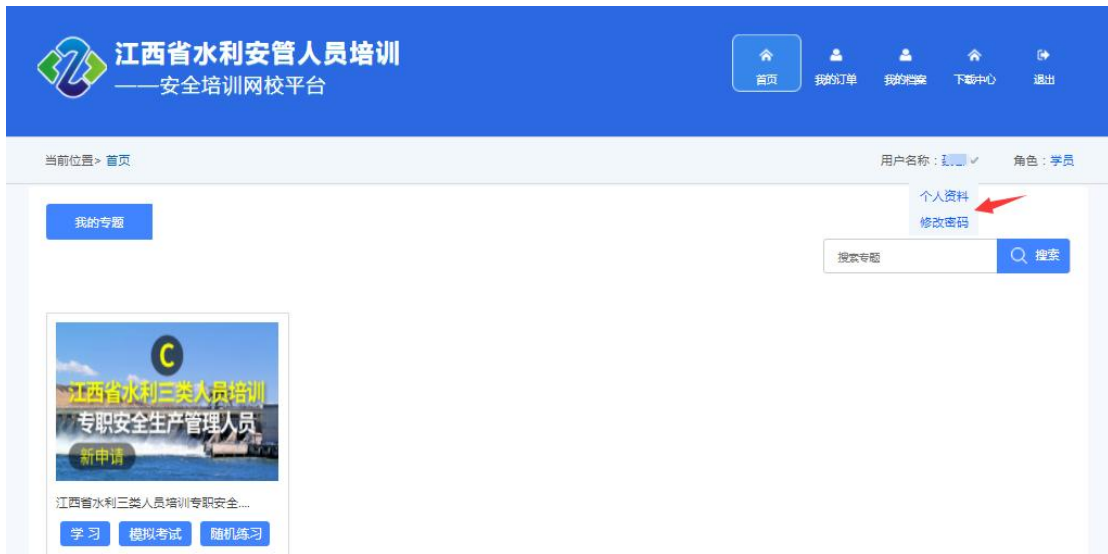 江西省水利安管人员培训
——安全培训网校平台
首页
我的订单
我的档案
下载中心
退出
当前位置> 首页
用户名称：
角色：学员
个人资料
修改密码
我的专题
搜索专题
搜索
C
江西省水利三类人员培训
专职安全生产管理人员
新申请
江西省水利三类人员培训专职安全....
学 习
模拟考试
随机练习